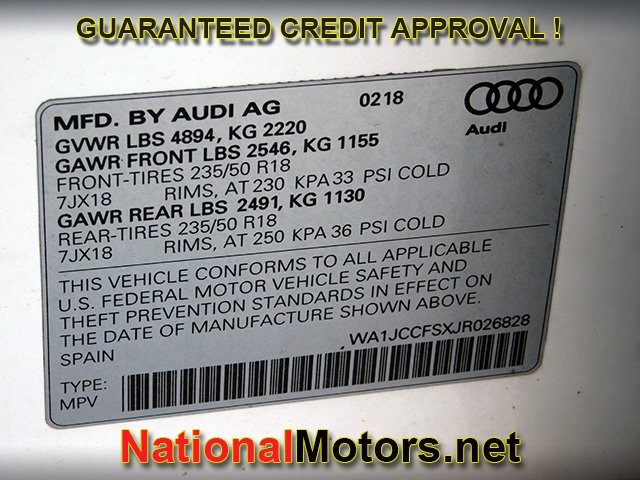 GUARANTEED CREDIT APPROVAL !
MFD. BY AUDI AG 0218
GVWR LBS 4894, KG 2220
GAWR FRONT LBS 2546, KG 1155
FRONT-TIRES 235/50 R18
7JX18 RIMS, AT 230 KPA 33 PSI COLD
GAWR REAR LBS 2491, KG 1130
REAR-TIRES 235/50 R18
7JX18 RIMS, AT 250 KPA 36 PSI COLD
Audi
THIS VEHICLE CONFORMS TO ALL APPLICABLE
U.S. FEDERAL MOTOR VEHICLE SAFETY AND
THEFT PREVENTION STANDARDS IN EFFECT ON
THE DATE OF MANUFACTURE SHOWN ABOVE.
SPAIN WA1JCCFSXJR026828
TYPE:
MPV
NationalMotors.net